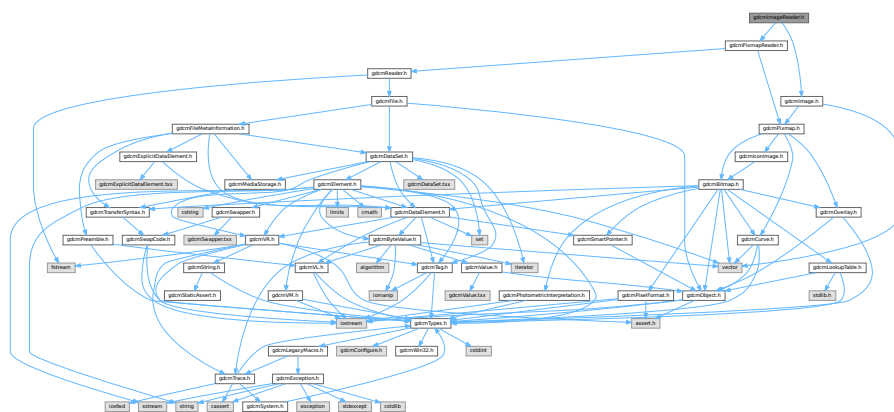 gdcmImageReader.h
gdcmPixmapReader.h
gdcmReader.h
gdcmFile.h
gdcmImage.h
gdcmFileMetaInformation.h
gdcmPixmap.h
gdcmExplicitDataElement.h
gdcmDataSet.h
gdcmIconImage.h
gdcmExplicitDataElement.txx
gdcmMediaStorage.h
gdcmElement.h
gdcmDataSet.txx
gdcmBitmap.h
gdcmTransferSyntax.h
cstring
gdcmSwapper.h
limits
cmath
gdcmDataElement.h
gdcmOverlay.h
gdcmPreamble.h
gdcmSwapCode.h
gdcmSwapper.txx
gdcmVR.h
gdcmByteValue.h
set
gdcmSmartPointer.h
gdcmCurve.h
fstream
gdcmString.h
gdcmVL.h
algorithm
gdcmTag.h
gdcmValue.h
iterator
vector
gdcmLookupTable.h
gdcmStaticAssert.h
gdcmVM.h
iomanip
gdcmValue.txx
gdcmPhotometricInterpretation.h
gdcmPixelFormat.h
gdcmObject.h
stdlib.h
iostream
gdcmTypes.h
assert.h
gdcmLegacyMacro.h
gdcmConfigure.h
gdcmWin32.h
cstdint
gdcmTrace.h
gdcmException.h
iosfwd
sstream
string
cassert
gdcmSystem.h
exception
stdexcept
cstdlib